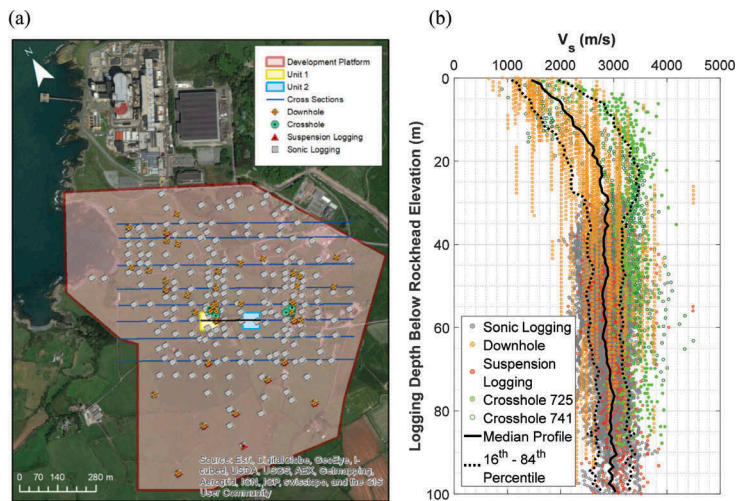 (a)
N
Development Platform
Unit 1
Unit 2
Cross Sections
Downhole
Crosshole
Suspension Logging
Sonic Logging
Source: Esri, DigitalGlobe, GeoEye, i-
cubed, USDA, USGS, AEX, Getmapping,
Aerogrid, IGN, IGP, swisstopo, and the GIS
User Community
0 70 140 280 m
(b)
Vs (m/s)
0 1000 2000 3000 4000 5000
Logging Depth Below Rockhead Elevation (m)
0
20
40
60
80
100
Sonic Logging
Downhole
Suspension
Logging
Crosshole 725
Crosshole 741
Median Profile
16th - 84th
Percentile